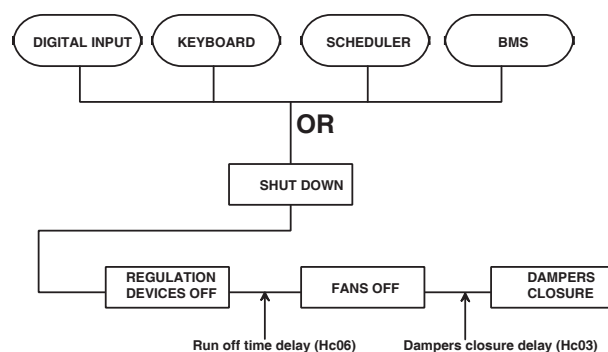 DIGITAL INPUT
KEYBOARD
SCHEDULER
BMS
OR
SHUT DOWN
REGULATION
DEVICES OFF
FANS OFF
DAMPERS
CLOSURE
Run off time delay (Hc06)
Dampers closure delay (Hc03)